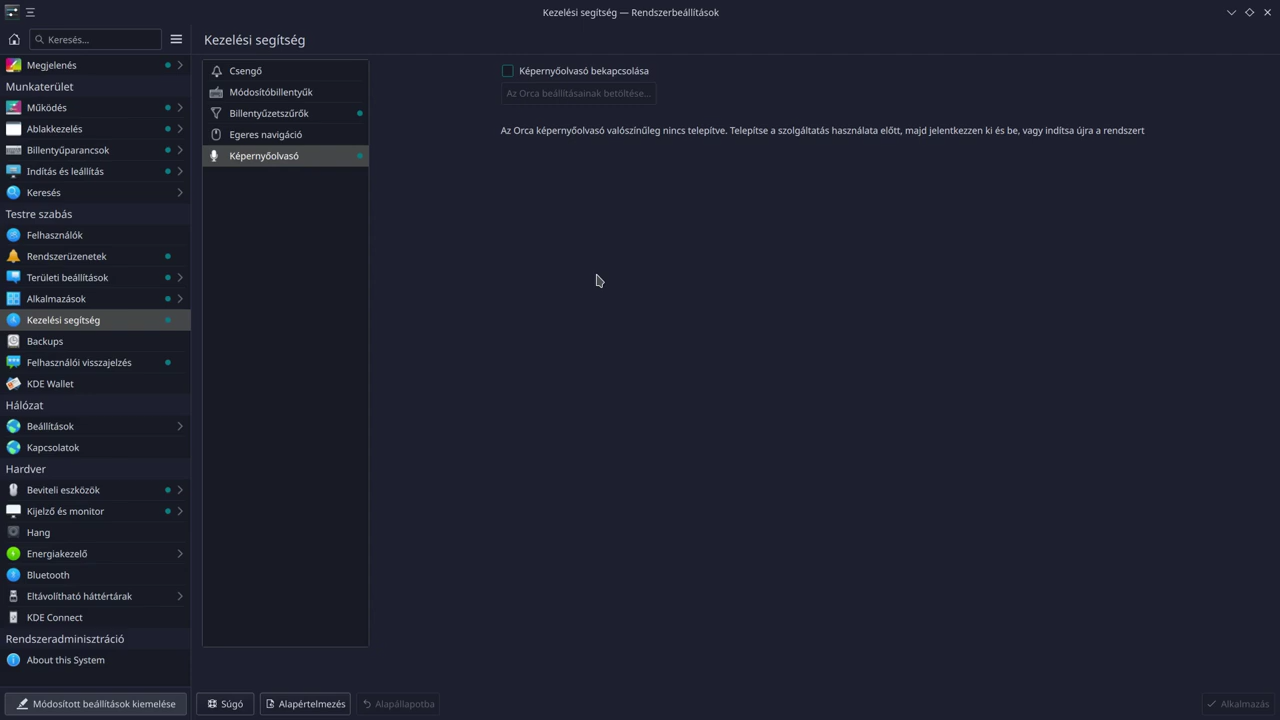 Kezelési segítség — Rendszerbeállítások
Keresés...
Kezelési segítség
Megjelenés
Munkaterület
Működés
Ablakkezelés
Billentyűparancsok
Indítás és leállítás
Keresés
Testre szabás
Felhasználók
Rendszerüzenetek
Területi beállítások
Alkalmazások
Kezelési segítség
Backups
Felhasználói visszajelzés
KDE Wallet
Hálózat
Beállítások
Kapcsolatok
Hardver
Beviteli eszközök
Kijelző és monitor
Hang
Energiakezelő
Bluetooth
Eltávolítható háttértárak
KDE Connect
Rendszeradminisztráció
About this System
Módosított beállítások kiemelése
Csengő
Módosítóbillentyűk
Billentyűzetszűrők
Egeres navigáció
Képernyőolvasó
Képernyőolvasó bekapcsolása
Az Orca beállításainak betöltése...
Az Orca képernyőolvasó valószínűleg nincs telepítve. Telepítse a szolgáltatás használata előtt, majd jelentkezzen ki és be, vagy indítsa újra a rendszert
Súgó
Alapértelmezés
Alapállapotba
Alkalmazás